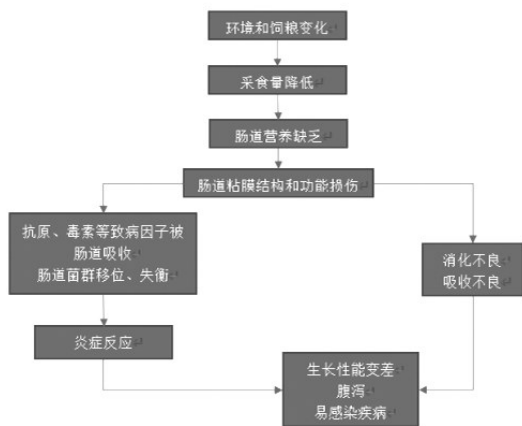 环境和饲粮变化
采食量降低
肠道营养缺乏
肠道粘膜结构和功能损伤
抗原、毒素等致病因子被
肠道吸收
肠道菌群移位、失衡
消化不良
吸收不良
炎症反应
生长性能变差
腹泻
易感染疾病